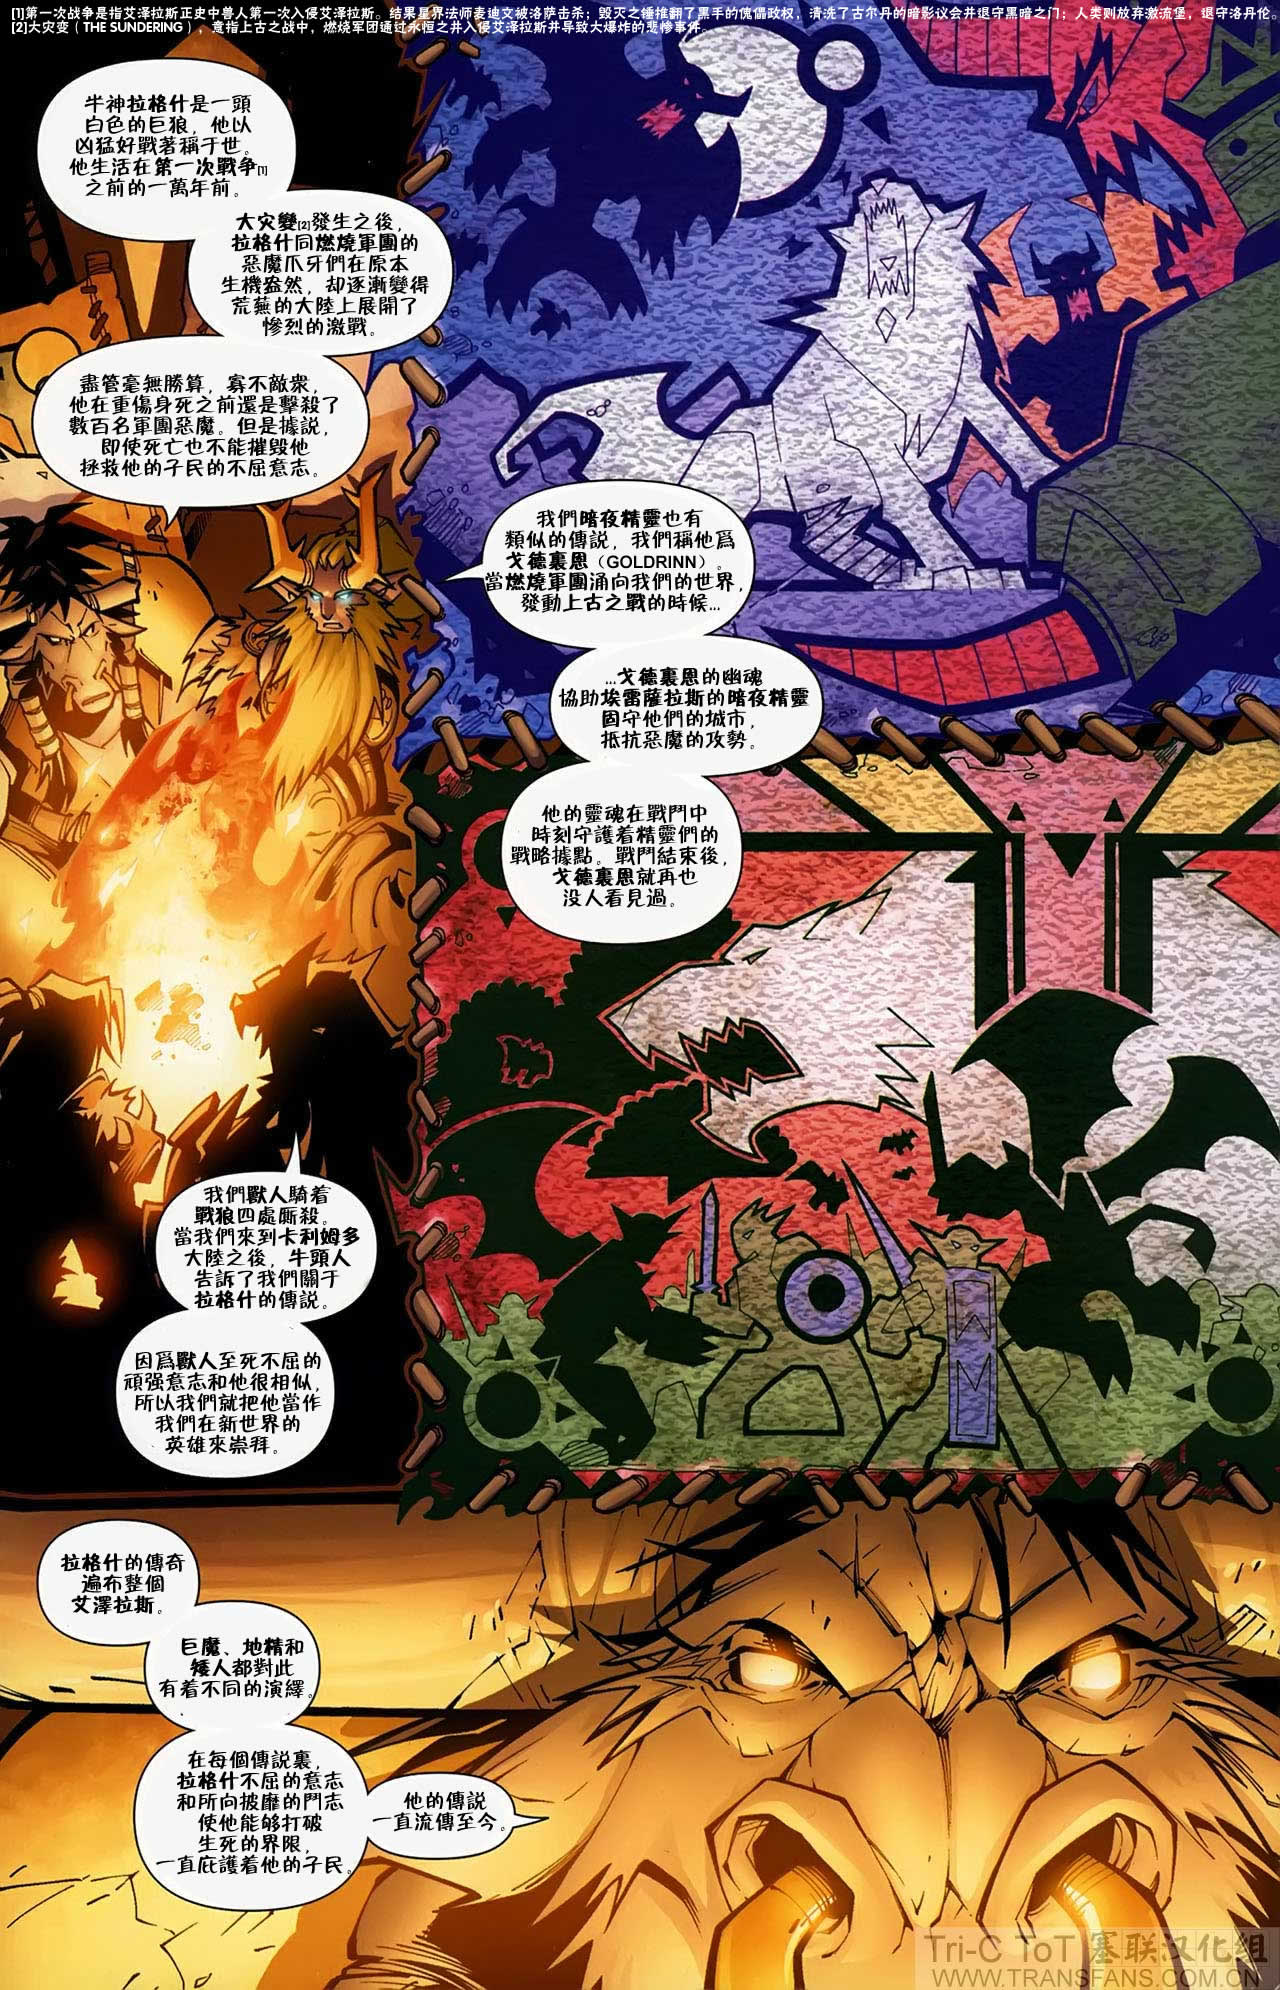 [1]第一次战争是指艾泽拉斯正史中兽人第一次入侵艾泽拉斯。结果星界法师麦迪文被洛萨击杀；毁灭之锤推翻了黑手的傀儡政权，清洗了古尔丹的暗影议会并退守黑暗之门；人类则放弃激流堡，退守洛丹伦。
[2]大灾变（THE SUNDERING），意指上古之战中，燃烧军团通过永恒之井入侵艾泽拉斯并导致大爆炸的悲惨事件。
半神拉格什是一頭
白色的巨狼，他以
凶猛好戰著稱于世。
他生活在第一次戰争[1]
之前的一萬年前。
大灾變[2]發生之後，
拉格什同燃燒軍團的
惡魔爪牙們在原本
生機盎然，却逐漸變得
荒蕪的大陸上展開了
慘烈的激戰。
盡管毫無勝算，寡不敵衆，
他在重傷身死之前還是擊殺了
數百名軍團惡魔。但是據説，
即使死亡也不能摧毁他
拯救他的子民的不屈意志。
我們暗夜精靈也有
類似的傳説，我們稱他爲
戈德裏恩（GOLDRINN）。
當燃燒軍團涌向我們的世界，
發動上古之戰的時候...
...戈德裏恩的幽魂
協助埃雷薩拉斯的暗夜精靈
固守他們的城市，
抵抗惡魔的攻勢。
他的靈魂在戰鬥中
時刻守護着精靈們的
戰略據點。戰鬥結束後，
戈德裏恩就再也
没人看見過。
我們獸人騎着
戰狼四處厮殺。
當我們來到卡利姆多
大陸之後，牛頭人
告訴了我們關于
拉格什的傳説。
因爲獸人至死不屈的
頑强意志和他很相似，
所以我們就把他當作
我們在新世界的
英雄來崇拜。
拉格什的傳奇
遍布整個
艾澤拉斯。
巨魔、地精和
矮人都對此
有着不同的演繹。
在每個傳説裏，
拉格什不屈的意志
和所向披靡的鬥志
使他能够打破
生死的界限，
一直庇護着他的子民。
他的傳説
一直流傳至今。
Tri-C ToT 塞联汉化组
WWW.TRANSFANS.COM.CN